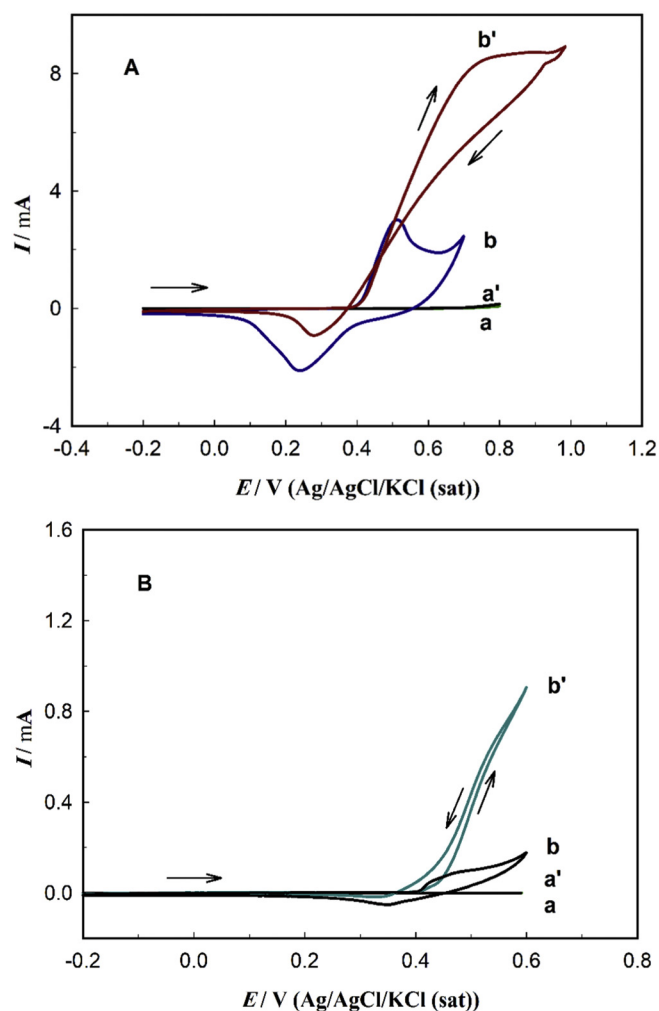 A
b'
b
a'
a
8
4
0
-4
I / mA
-0.4 -0.2 0.0 0.2 0.4 0.6 0.8 1.0 1.2
E / V (Ag/AgCl/KCl (sat))
B
b'
b
a'
a
1.6
1.2
0.8
0.4
0.0
I / mA
-0.2 0.0 0.2 0.4 0.6 0.8
E / V (Ag/AgCl/KCl (sat))